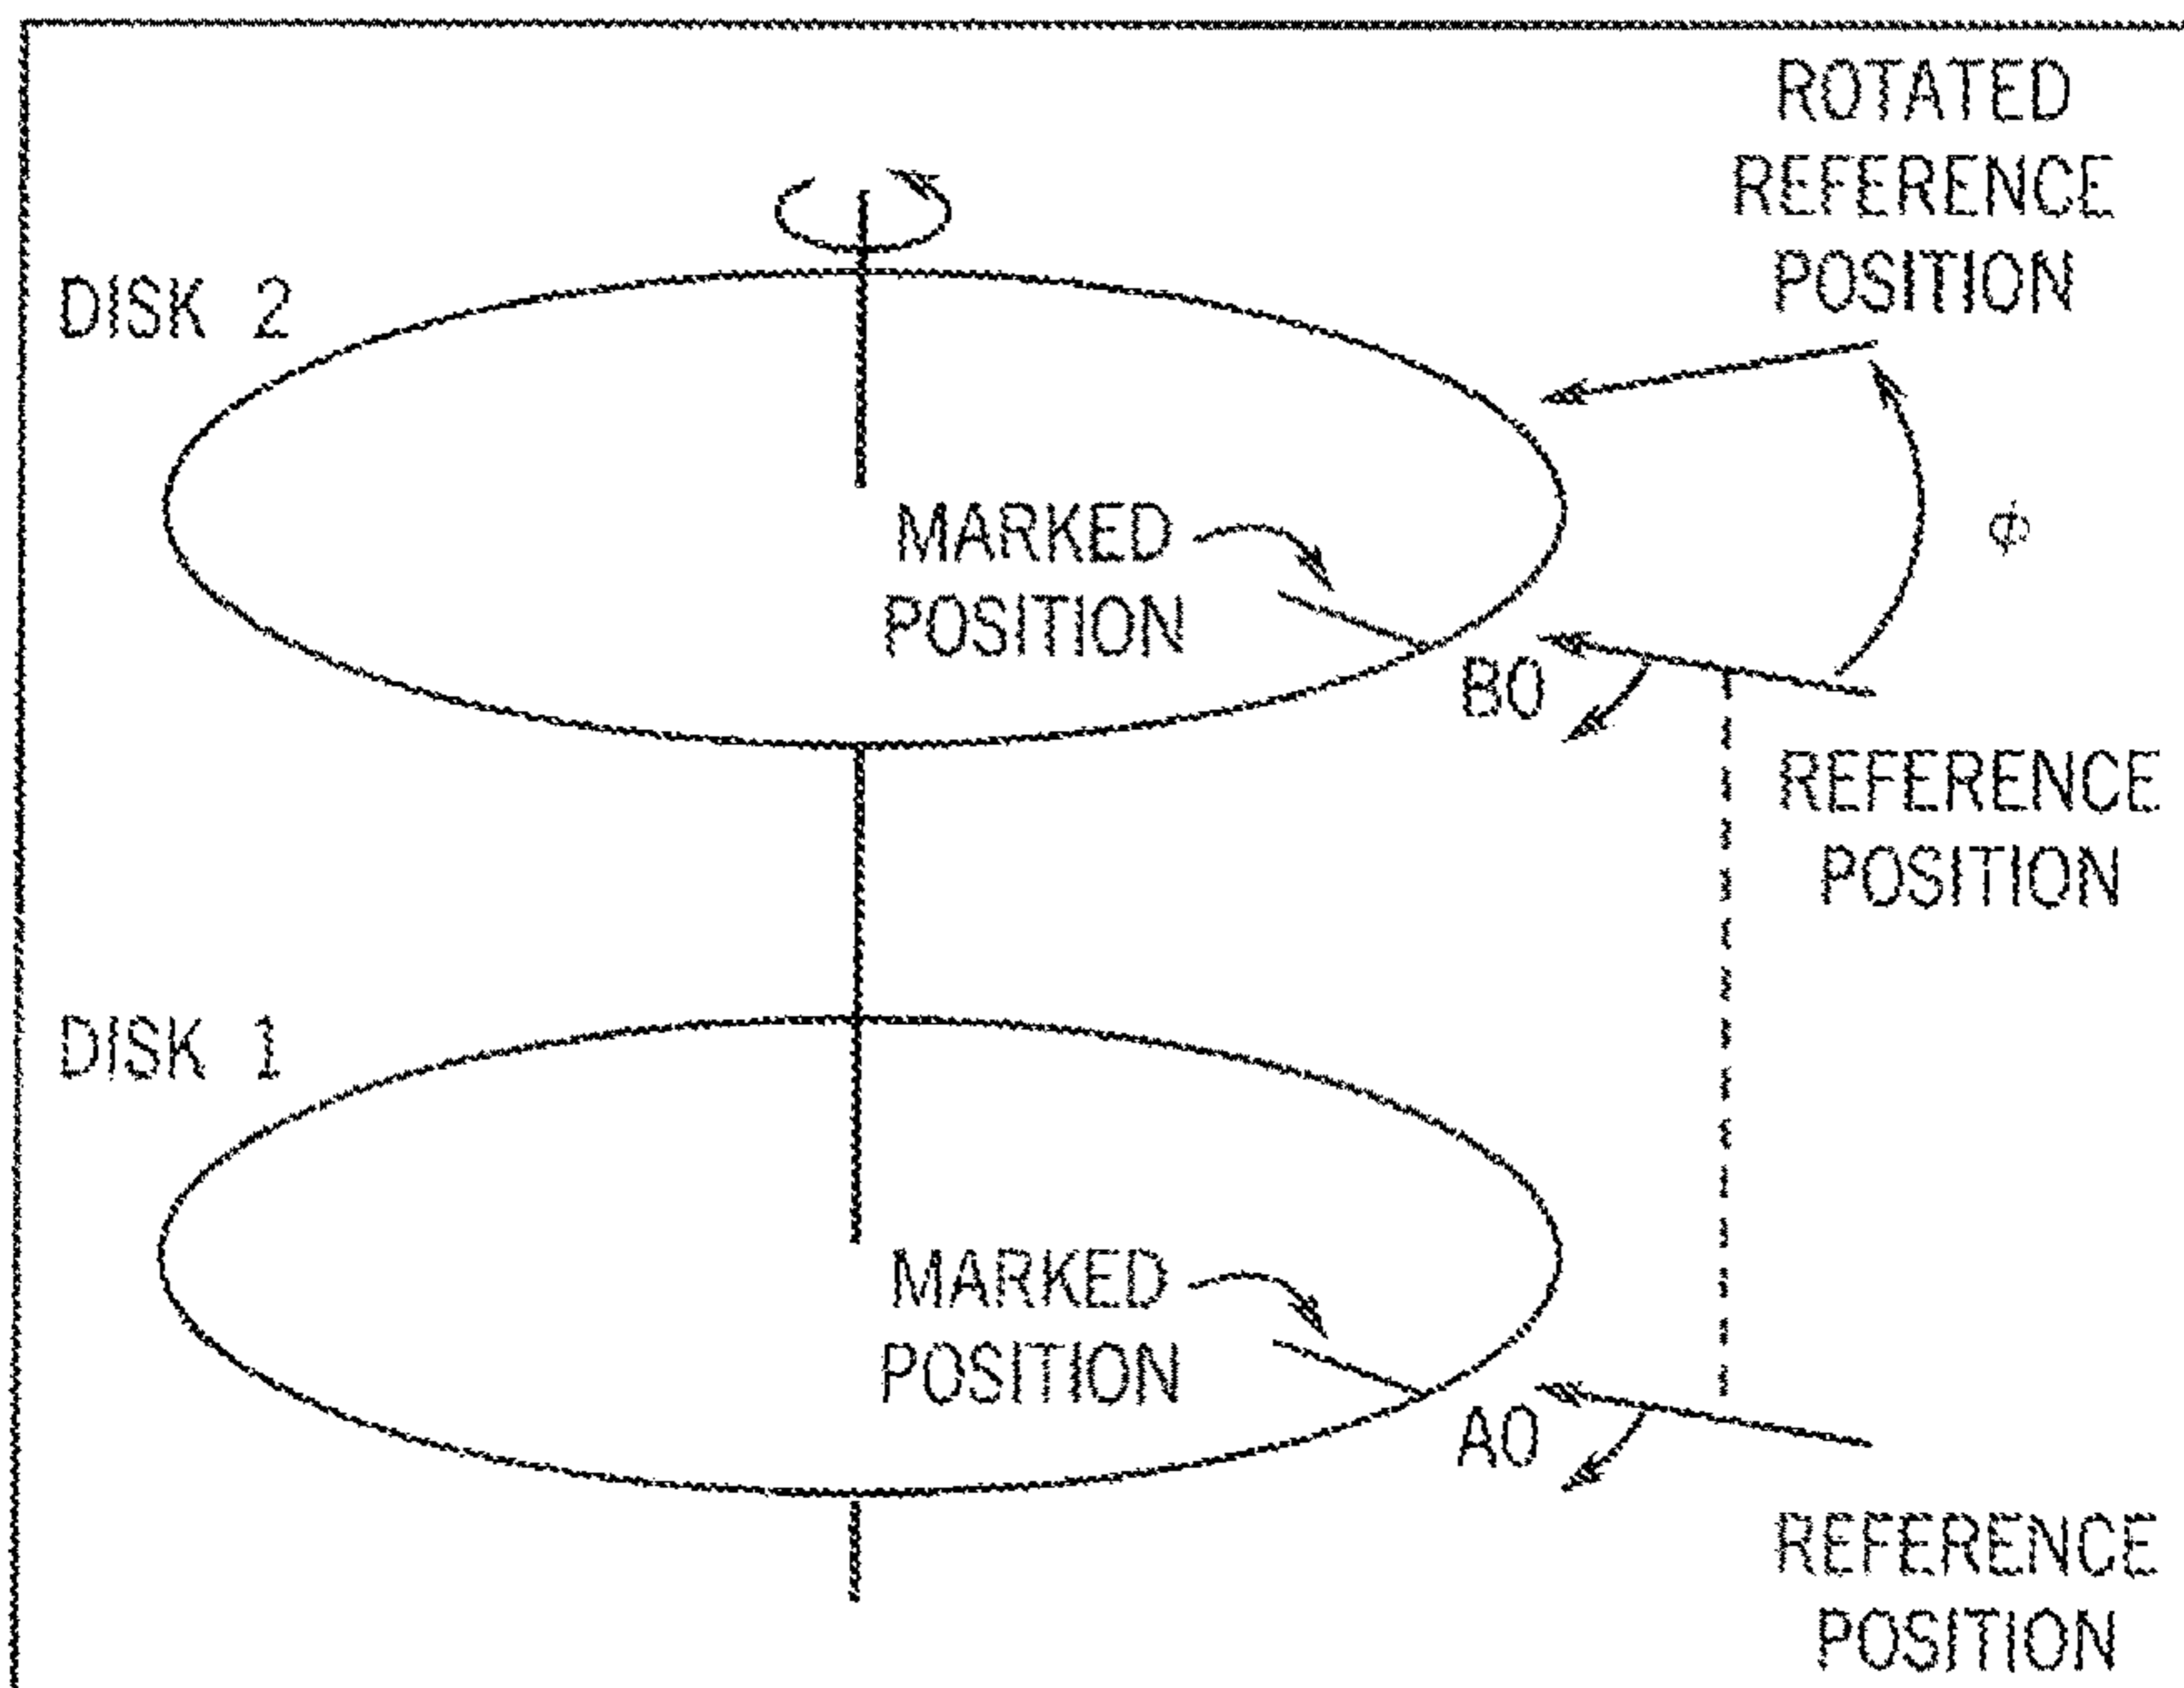 ROTATED
REFERENCE
POSITION
DISK 2
MARKED
POSITION
ϕ
B0
REFERENCE
POSITION
DISK 1
MARKED
POSITION
A0
REFERENCE
POSITION